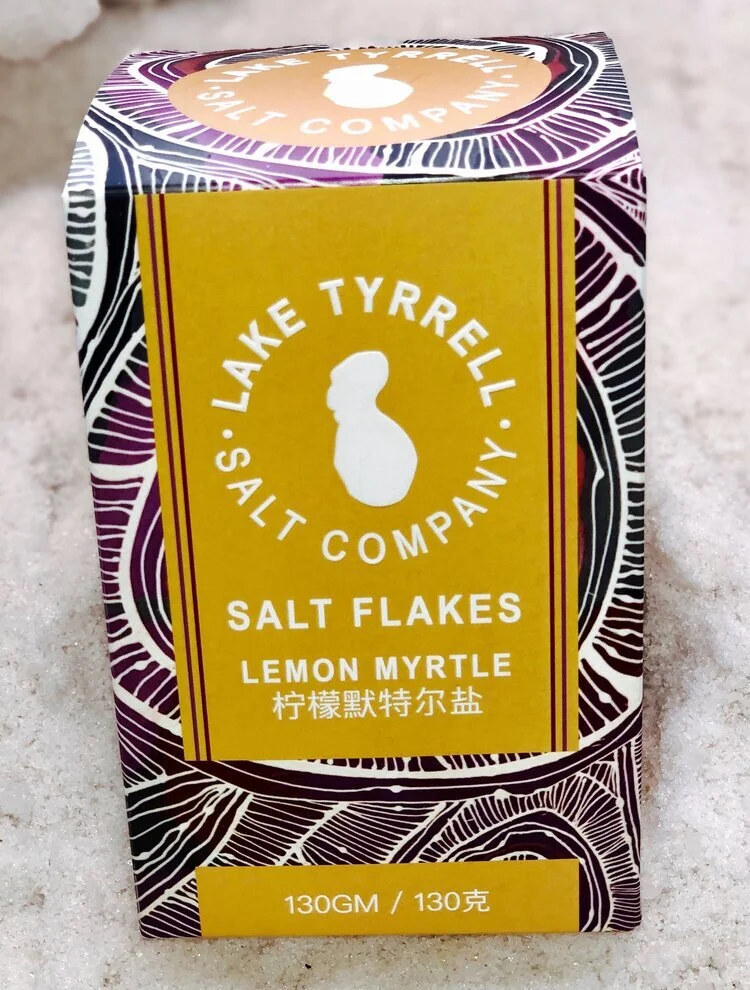 LAKE TYRRELL
SALT COMPANY
LAKE TYRRELL
SALT COMPANY
SALT FLAKES
LEMON MYRTLE
柠檬默特尔盐
130GM / 130克